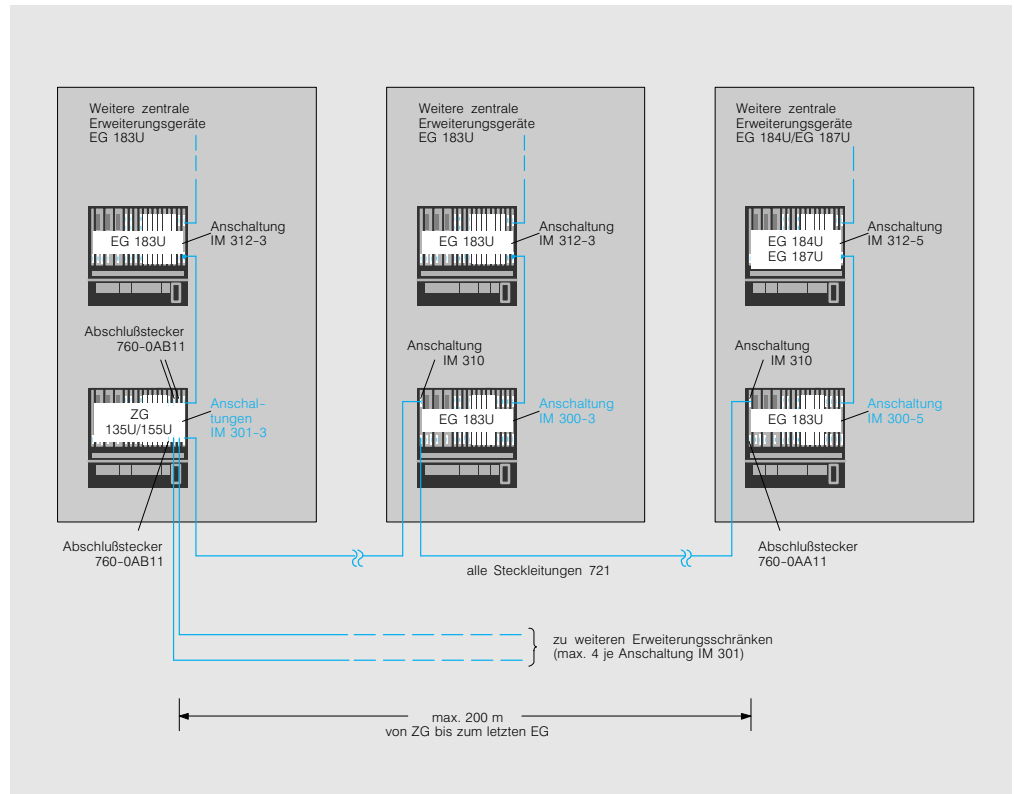 Weitere zentrale
Erweiterungsgeräte
EG 183U
EG 183U
Anschaltung
IM 312-3
Abschlußstecker
760-0AB11
ZG
135U/155U
Anschal-
tungen
IM 301-3
Abschlußstecker
760-0AB11
Weitere zentrale
Erweiterungsgeräte
EG 183U
EG 183U
Anschaltung
IM 312-3
Anschaltung
IM 310
EG 183U
Anschaltung
IM 300-3
Weitere zentrale
Erweiterungsgeräte
EG 184U/EG 187U
EG 184U
EG 187U
Anschaltung
IM 312-5
Anschaltung
IM 310
EG 183U
Anschaltung
IM 300-5
Abschlußstecker
760-0AA11
alle Steckleitungen 721
zu weiteren Erweiterungsschränken
(max. 4 je Anschaltung IM 301)
max. 200 m
von ZG bis zum letzten EG